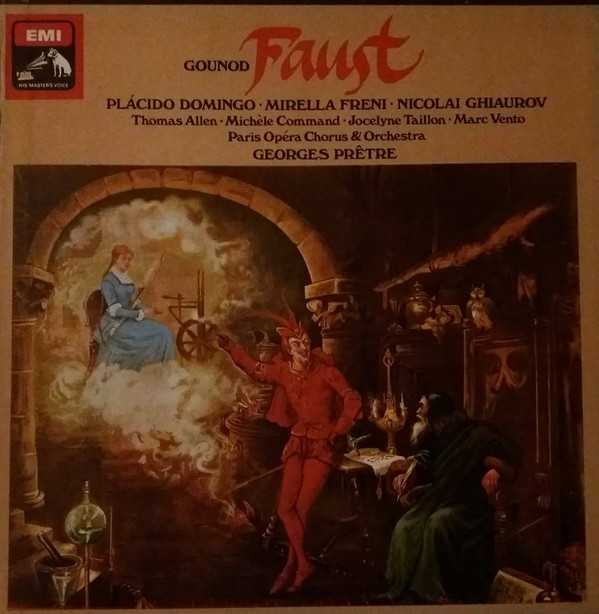 EMI
HIS MASTER'S VOICE
GOUNOD Faust
PLÁCIDO DOMINGO · MIRELLA FRENI · NICOLAI GHIAUROV
Thomas Allen · Michèle Command · Jocelyne Taillon · Marc Vento
Paris Opéra Chorus & Orchestra
GEORGES PRÊTRE